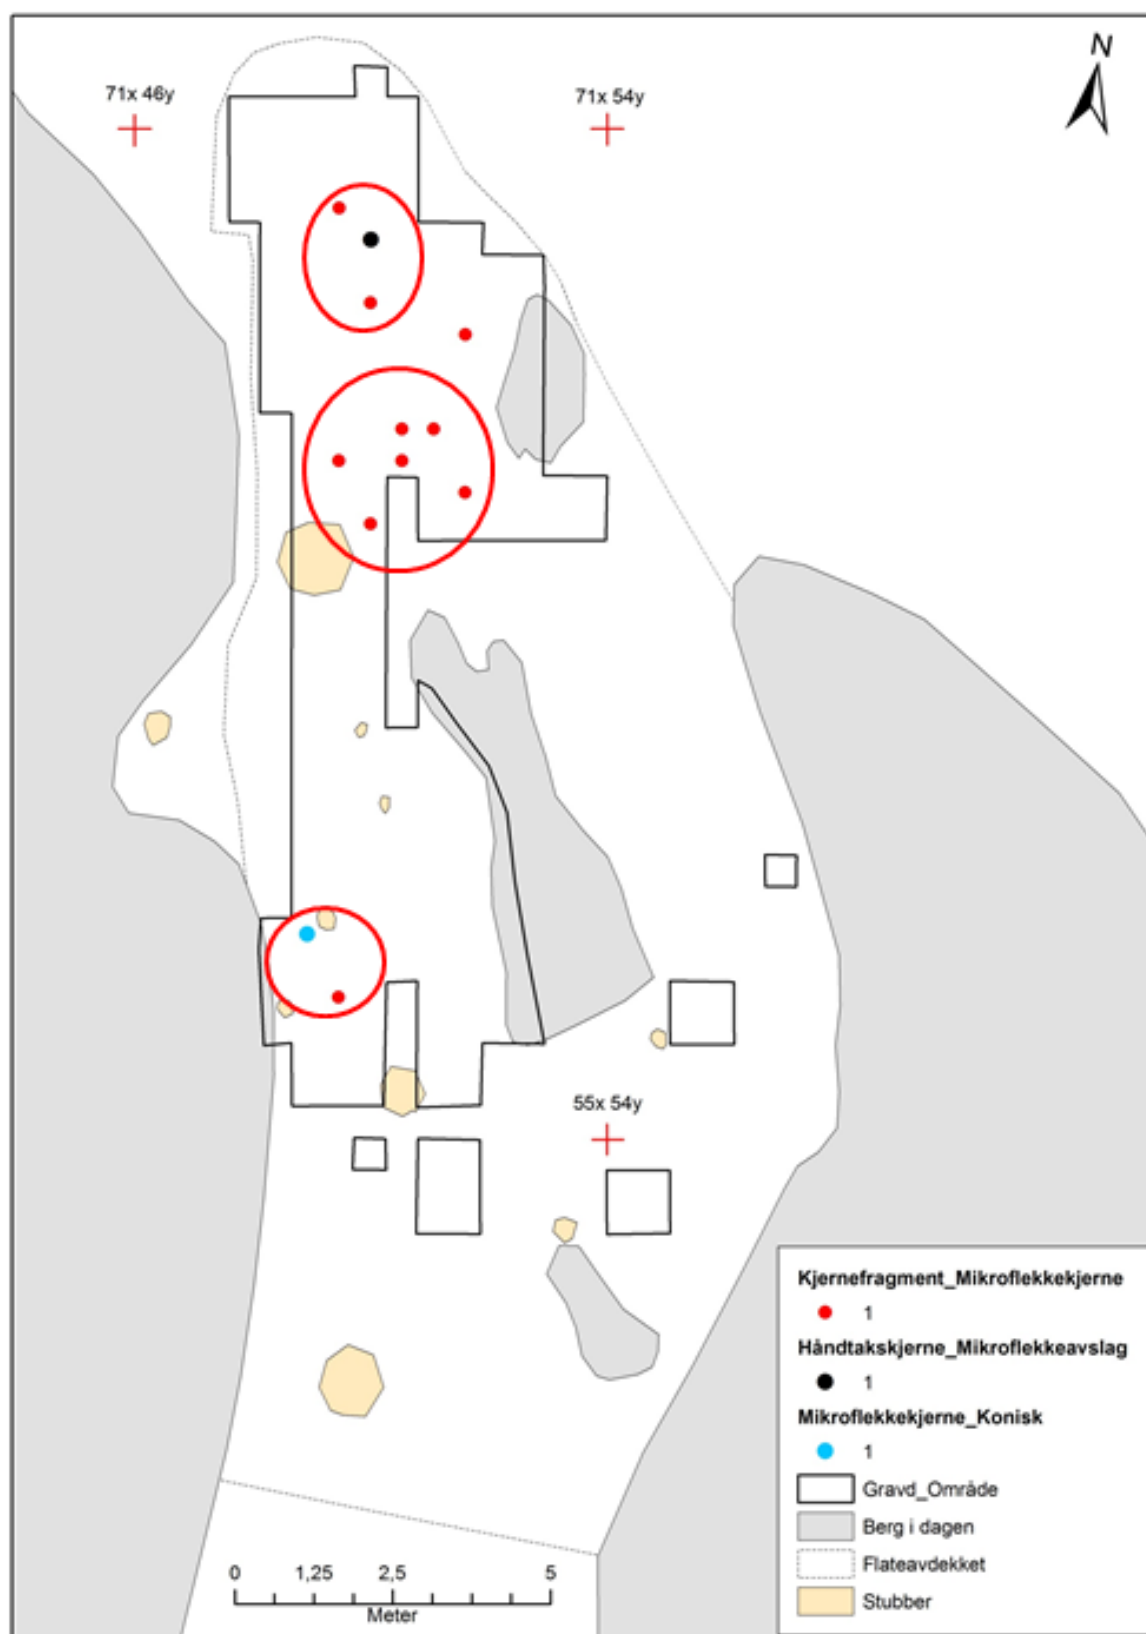 N
71x 46y
71x 54y
55x 54y
Kjernefragment_Mikroflekkekjerne
1
Håndtakskjerne_Mikroflekkeavslag
1
Mikroflekkekjerne_Konisk
1
Gravd_Område
Berg i dagen
Flateavdekket
Stubber
0 1,25 2,5 5
Meter